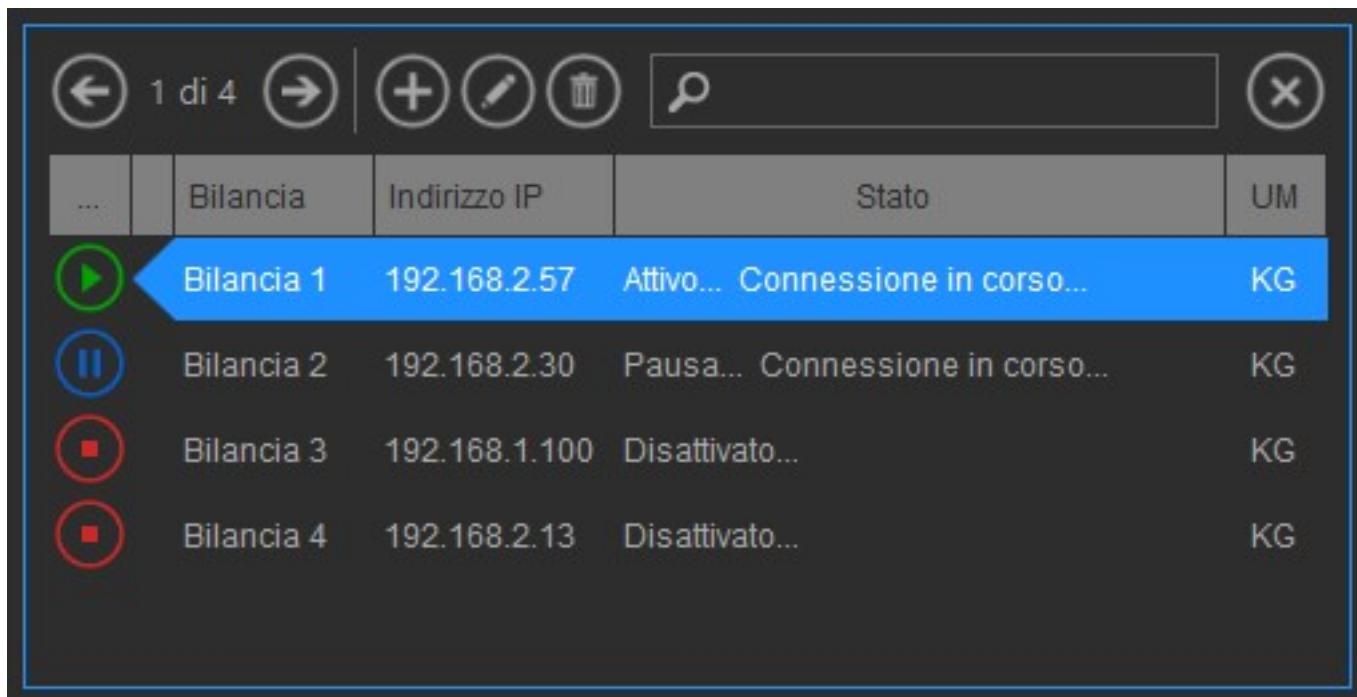 1 di 4
... Bilancia Indirizzo IP Stato UM
Bilancia 1 192.168.2.57 Attivo... Connessione in corso... KG
Bilancia 2 192.168.2.30 Pausa... Connessione in corso... KG
Bilancia 3 192.168.1.100 Disattivato... KG
Bilancia 4 192.168.2.13 Disattivato... KG